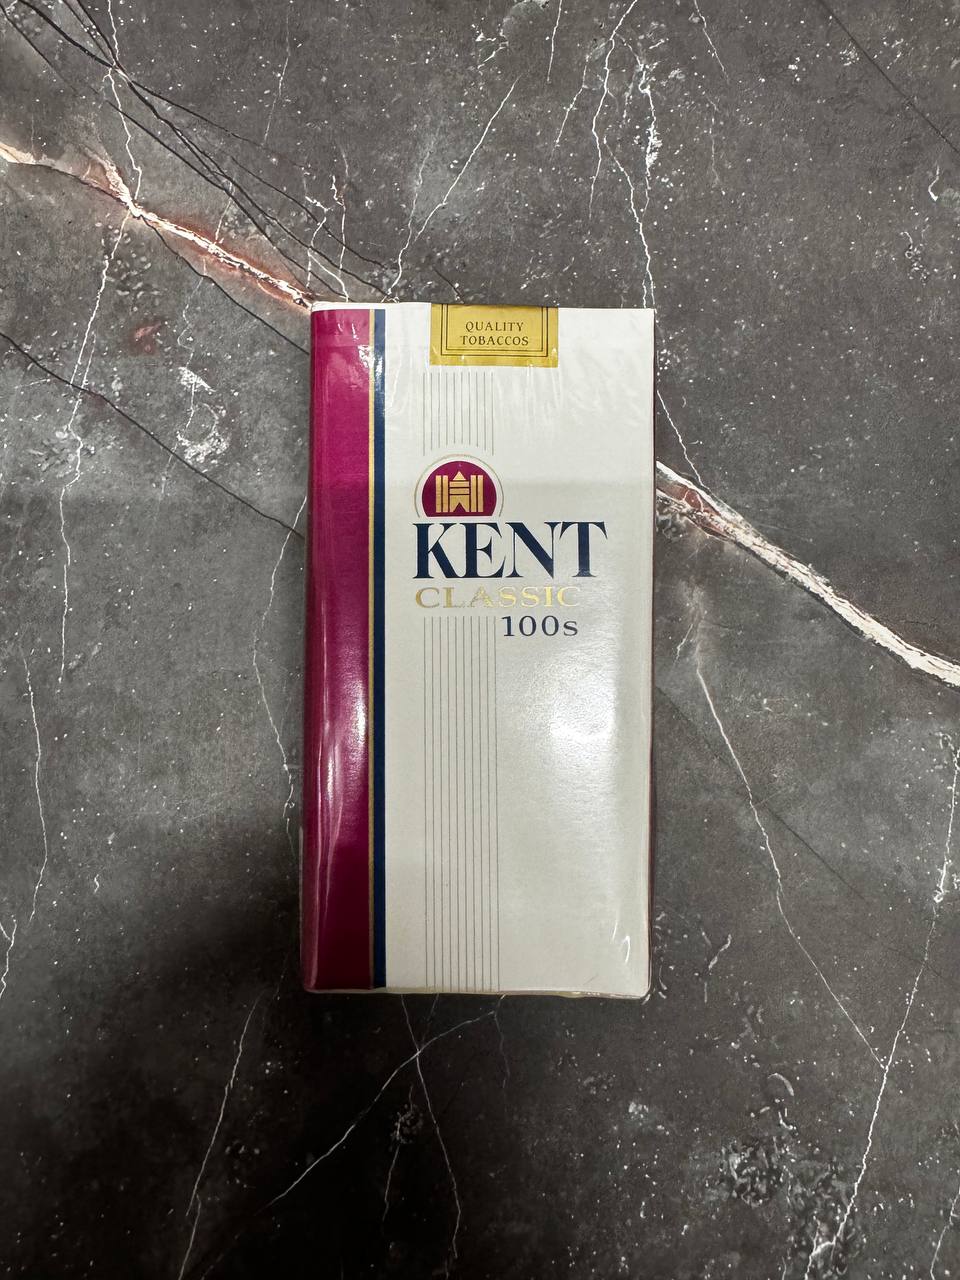 QUALITY
TOBACCOS
KENT
CLASSIC
100s